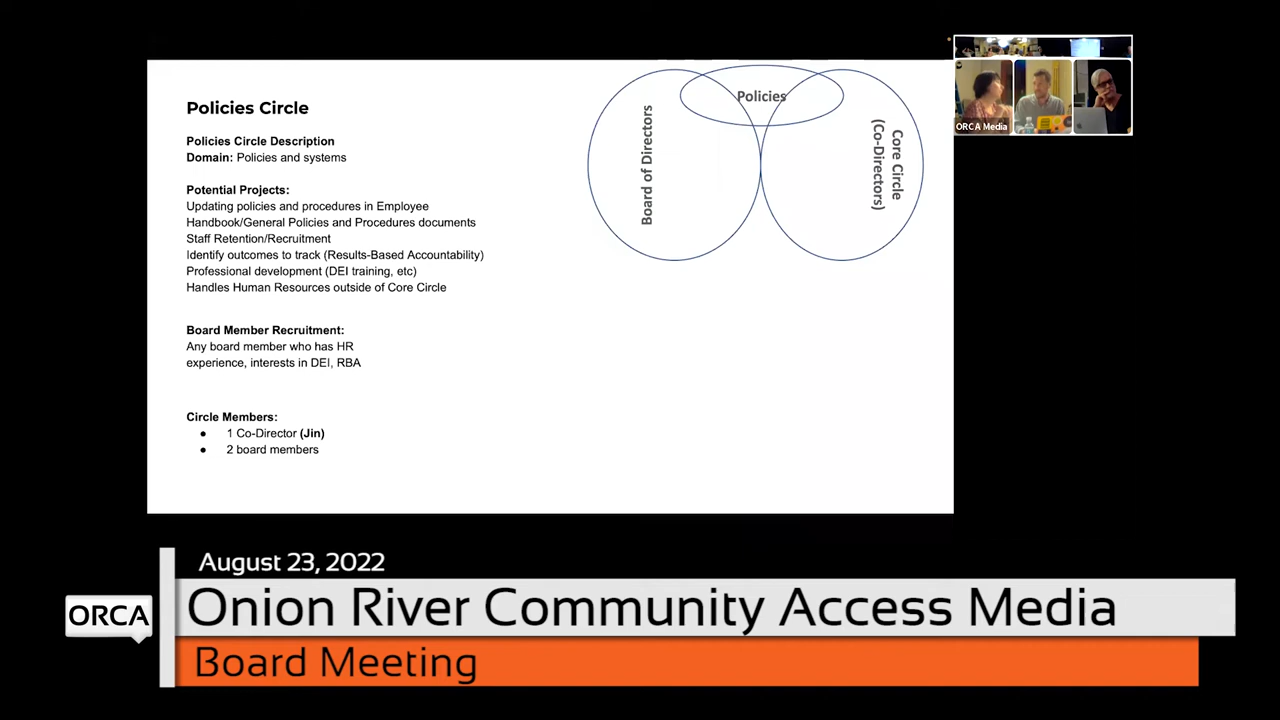 Policies Circle
Policies Circle Description
Domain: Policies and systems
Potential Projects:
Updating policies and procedures in Employee
Handbook/General Policies and Procedures documents
Staff Retention/Recruitment
Identify outcomes to track (Results-Based Accountability)
Professional development (DEI training, etc)
Handles Human Resources outside of Core Circle
Board Member Recruitment:
Any board member who has HR
experience, interests in DEI, RBA
Circle Members:
● 1 Co-Director (Jin)
● 2 board members
Policies
Board of Directors
Core Circle
(Co-Directors)
ORCA Media
August 23, 2022
ORCA
Onion River Community Access Media
Board Meeting